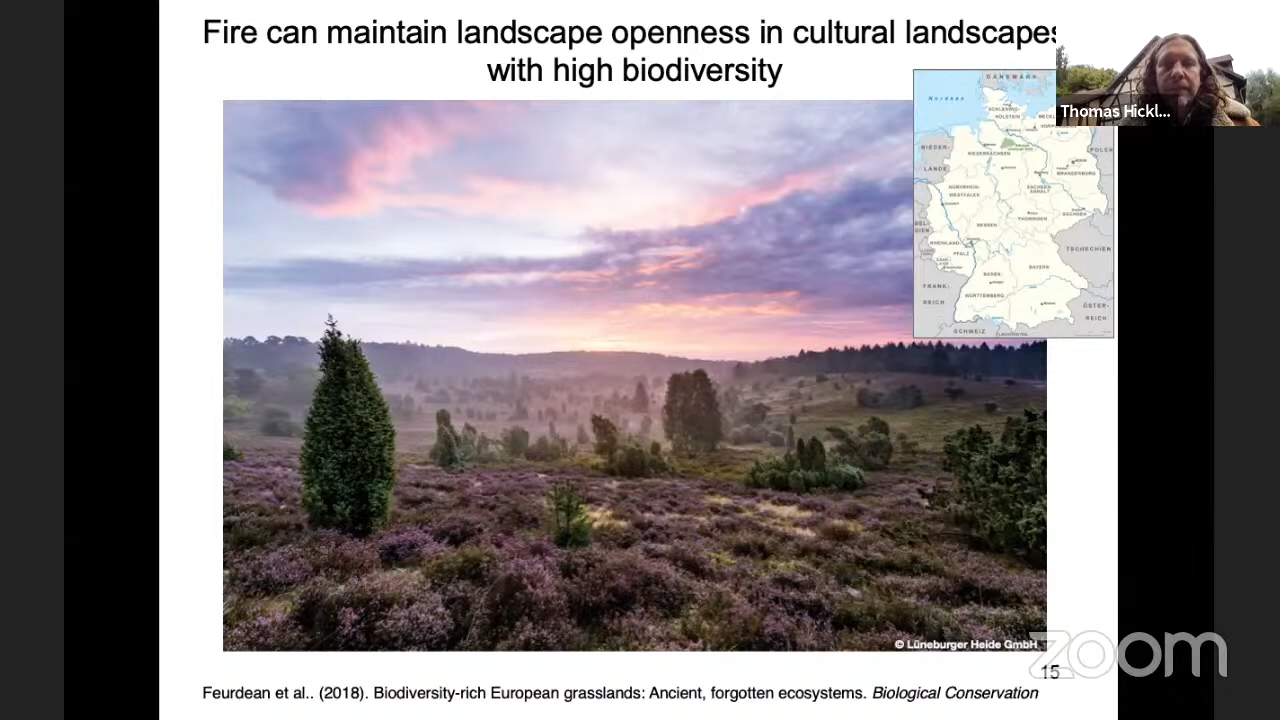 Fire can maintain landscape openness in cultural landscapes
with high biodiversity
Thomas Hickl...
DÄNEMARK
Nordsee
SCHLESWIG-
HOLSTEIN
NIEDER-
LANDE
POLEN
NIEDERSACHSEN
BRANDENBURG
SACHSEN-
ANHALT
NORDRHEIN-
WESTFALEN
SACHSEN
THÜRINGEN
HESSEN
BEL-
GIEN
RHEINLAND-
PFALZ
TSCHECHIEN
SAAR-
LAND
BAYERN
FRANK-
REICH
BADEN-
WÜRTTEMBERG
ÖSTER-
REICH
SCHWEIZ
LIECHTENSTEIN
© Lüneburger Heide GmbH
zoom
15
Feurdean et al.. (2018). Biodiversity-rich European grasslands: Ancient, forgotten ecosystems. Biological Conservation